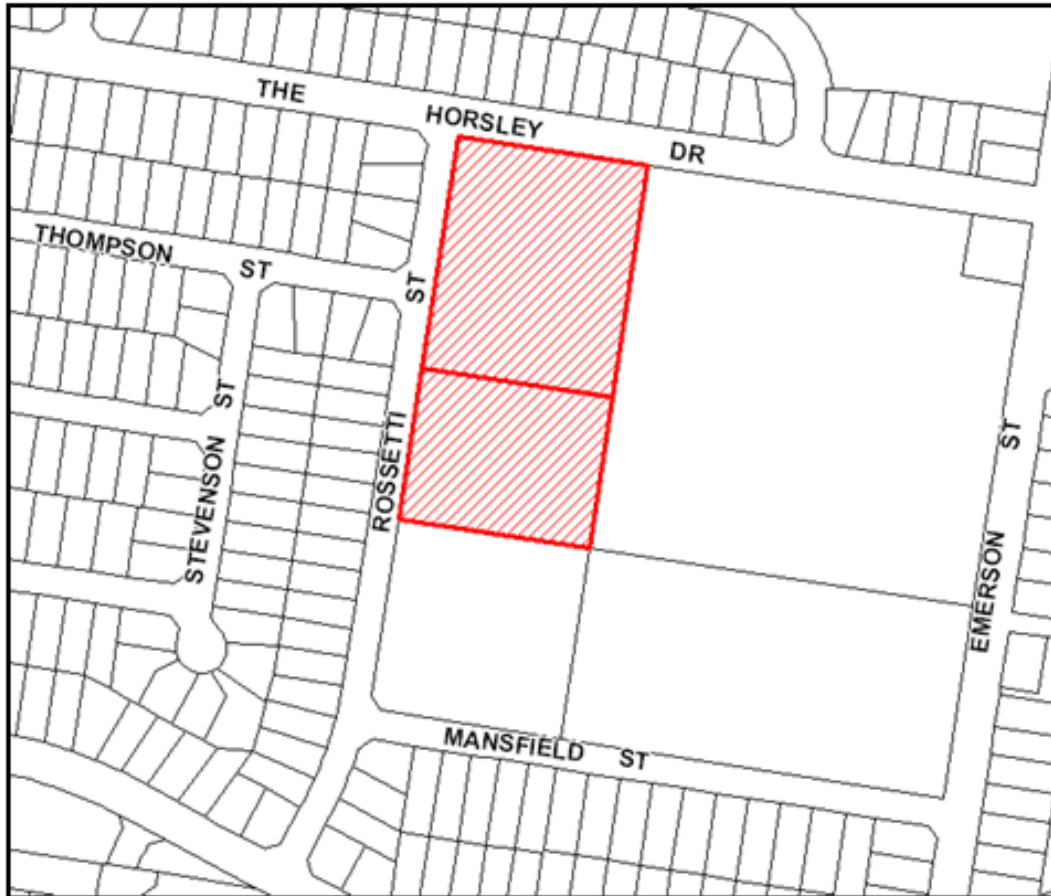 THE
HORSLEY
DR
THOMPSON
ST
ST
ST
ROSSETTI
STEVENSON
ST
EMERSON
MANSFIELD
ST